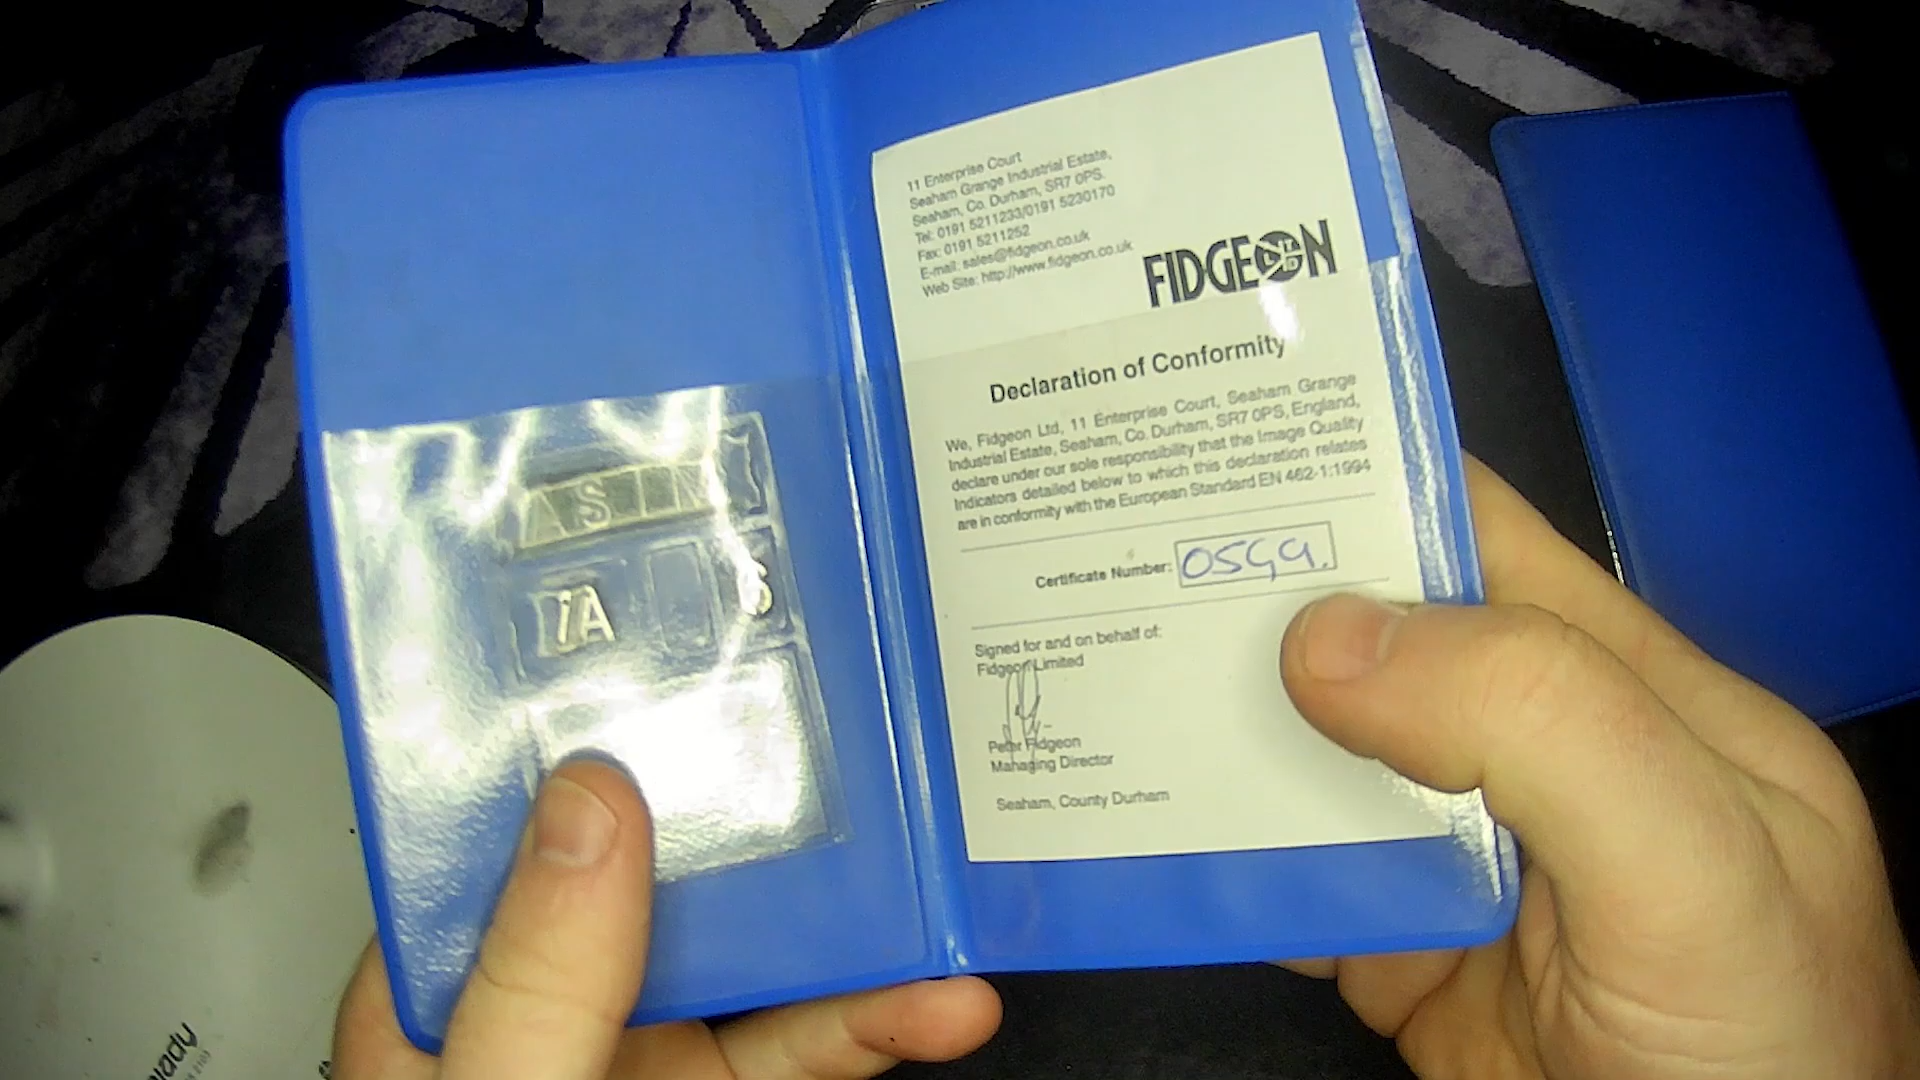 11 Enterprise Court
Seaham Grange Industrial Estate,
Seaham, Co. Durham, SR7 0PS.
Tel: 0191 5211233/0191 5230170
Fax: 0191 5211252
E-mail: sales@fidgeon.co.uk
Web Site: http://www.fidgeon.co.uk
FIDGEON
Declaration of Conformity
We, Fidgeon Ltd, 11 Enterprise Court, Seaham Grange
Industrial Estate, Seaham, Co. Durham, SR7 0PS, England,
declare under our sole responsibility that the Image Quality
Indicators detailed below to which this declaration relates
are in conformity with the European Standard EN 462-1:1994
Certificate Number:
Signed for and on behalf of:
Fidgeon Limited
Peter Fidgeon
Managing Director
Seaham, County Durham
6